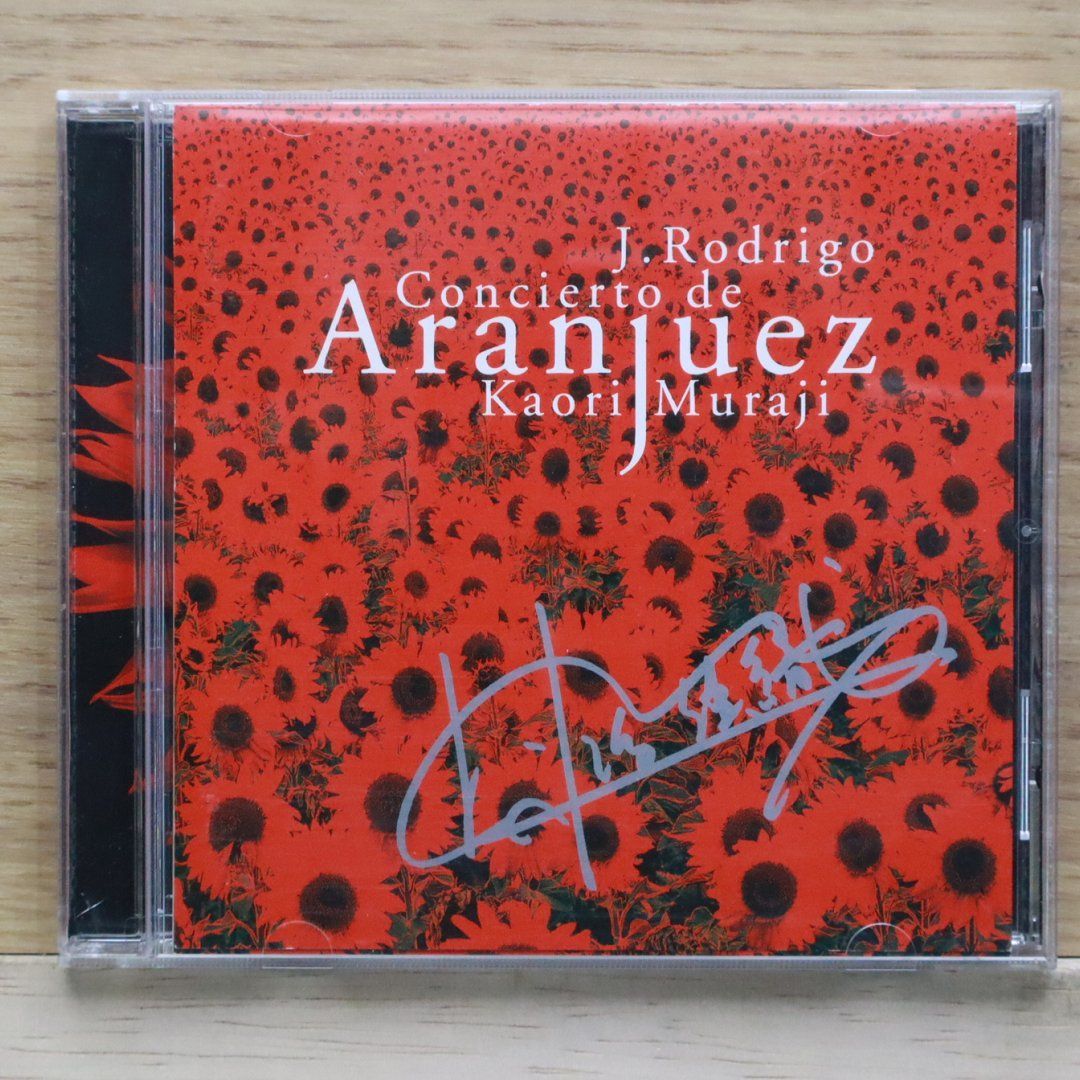 J. Rodrigo
Concierto de
Aranjuez
Kaori Muraji